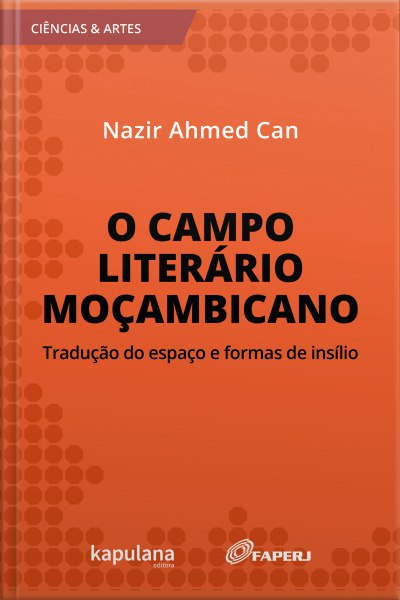 CIÊNCIAS & ARTES
Nazir Ahmed Can
O CAMPO
LITERÁRIO
MOÇAMBICANO
Tradução do espaço e formas de insílio
kapulana
editora
FAPERJ